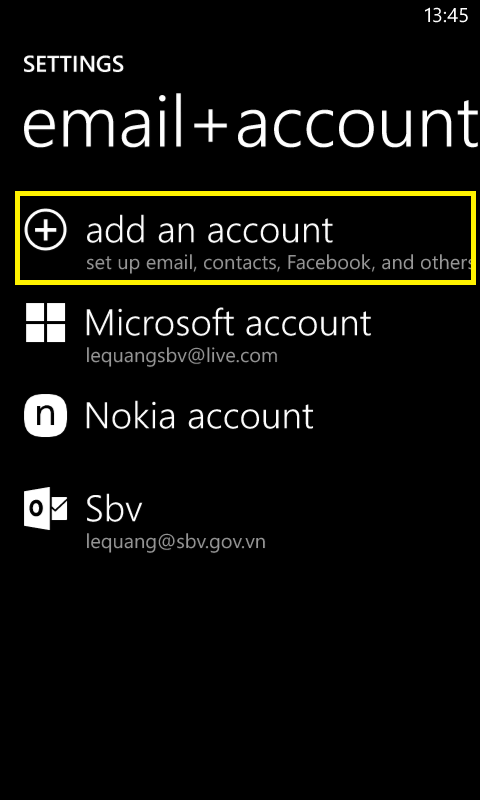 13:45
SETTINGS
email+account
add an account
set up email, contacts, Facebook, and others
Microsoft account
lequangsbv@live.com
n
Nokia account
o
Sbv
lequang@sbv.gov.vn